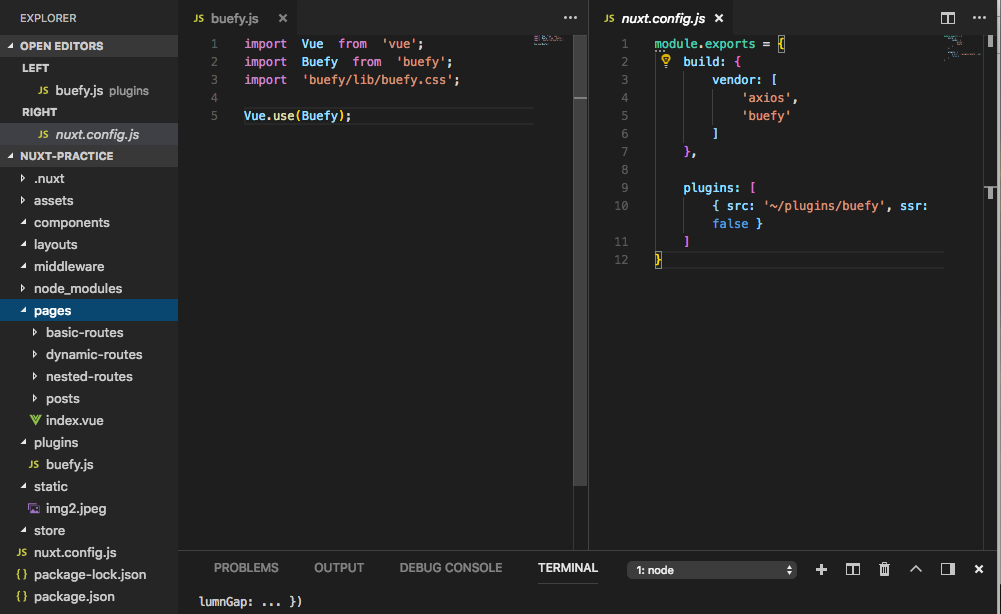 EXPLORER
OPEN EDITORS
LEFT
JS buefy.js plugins
RIGHT
JS nuxt.config.js
NUXT-PRACTICE
.nuxt
assets
components
layouts
middleware
node_modules
pages
basic-routes
dynamic-routes
nested-routes
posts
index.vue
plugins
JS buefy.js
static
img2.jpeg
store
JS nuxt.config.js
{ } package-lock.json
{ } package.json
JS buefy.js ×
1 import Vue from 'vue';
2 import Buefy from 'buefy';
3 import 'buefy/lib/buefy.css';
4
5 Vue.use(Buefy);
JS nuxt.config.js ×
1 module.exports = {
2 build: {
3 vendor: [
4 'axios',
5 'buefy'
6 ]
7 },
8
9 plugins: [
10 { src: '~/plugins/buefy', ssr:
false }
11 ]
12 }
PROBLEMS OUTPUT DEBUG CONSOLE TERMINAL 1: node
lumnGap: ... })